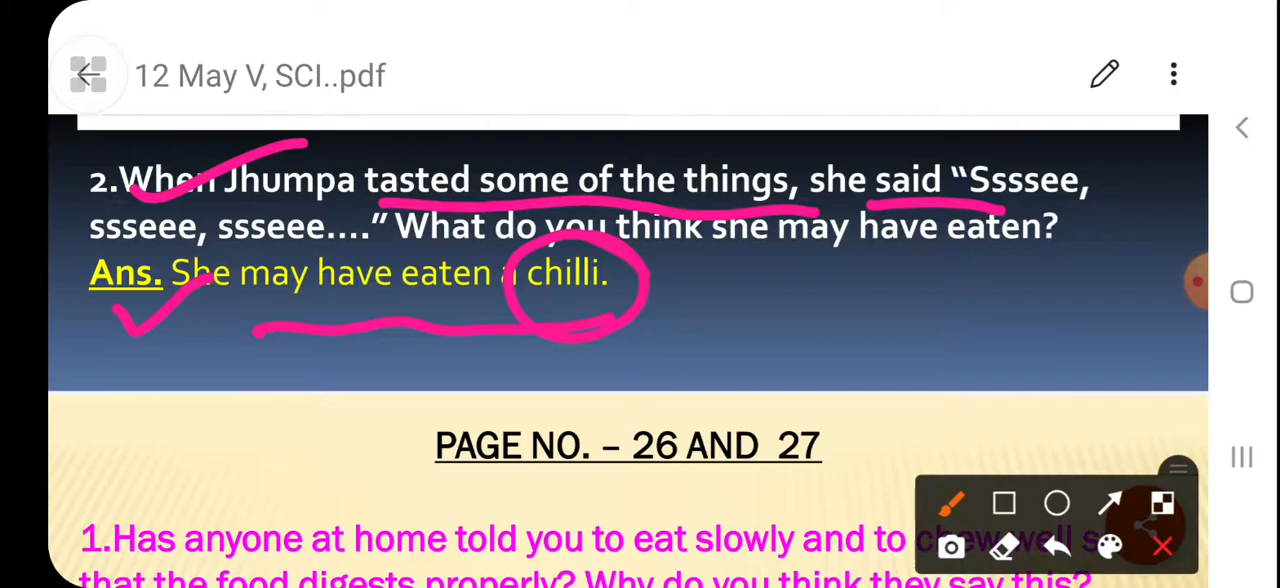 12 May V, SCI..pdf
2.When Jhumpa tasted some of the things, she said “Ssssee,
ssseee, ssseee....” What do you think she may have eaten?
Ans. She may have eaten a chilli.
PAGE NO. – 26 AND 27
1.Has anyone at home told you to eat slowly and to chew well s
that the food digests properly? Why do you think they say this?